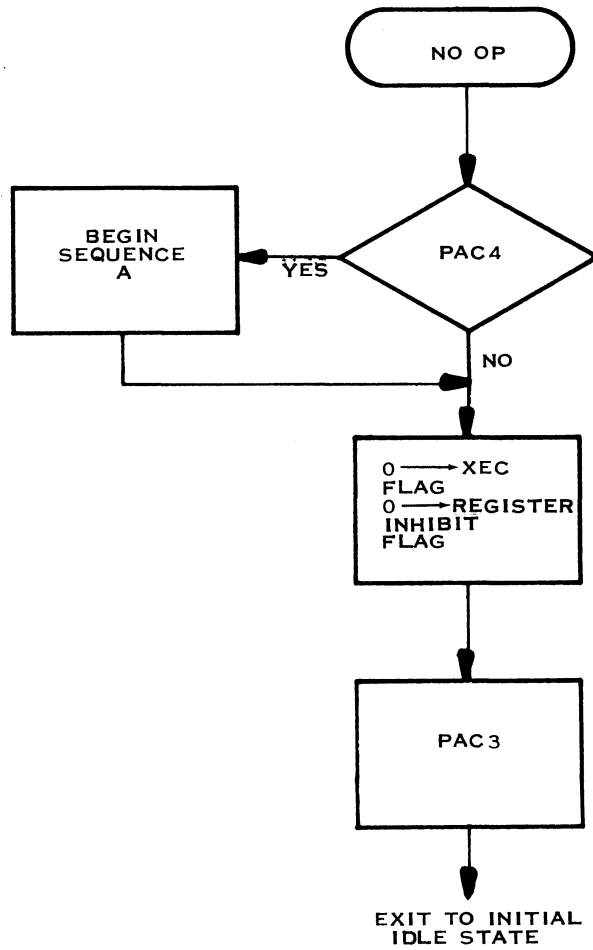 NO OP
PAC4
YES
BEGIN
SEQUENCE
A
NO
0 → XEC
FLAG
0 → REGISTER
INHIBIT
FLAG
PAC3
EXIT TO INITIAL
IDLE STATE